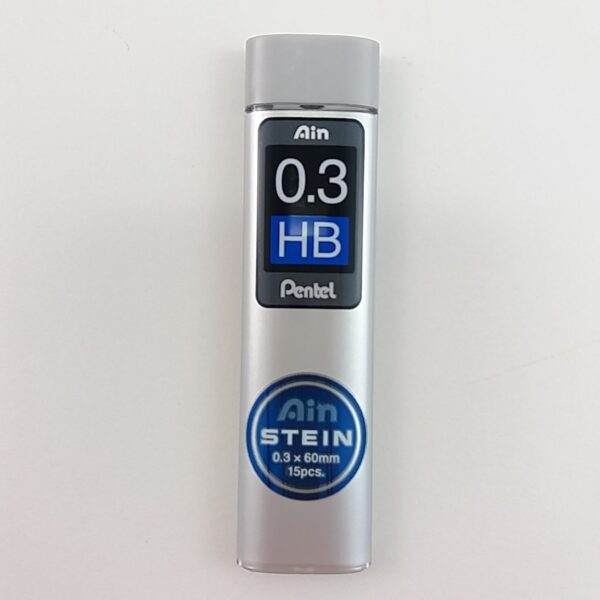 Ain
0.3
HB
Pentel
Ain
STEIN
0.3 × 60mm
15pcs.